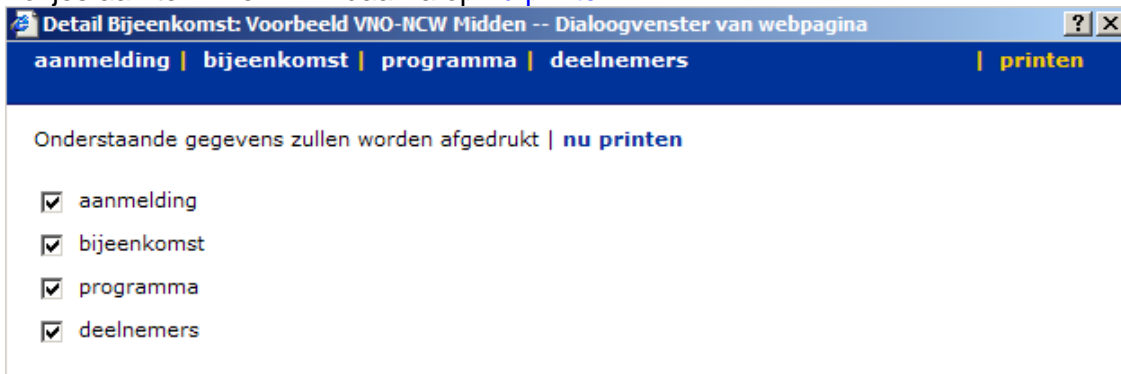 Detail Bijeenkomst: Voorbeeld VNO-NCW Midden -- Dialoogvenster van webpagina
aanmelding | bijeenkomst | programma | deelnemers | printen
Onderstaande gegevens zullen worden afgedrukt | nu printen
aanmelding
bijeenkomst
programma
deelnemers